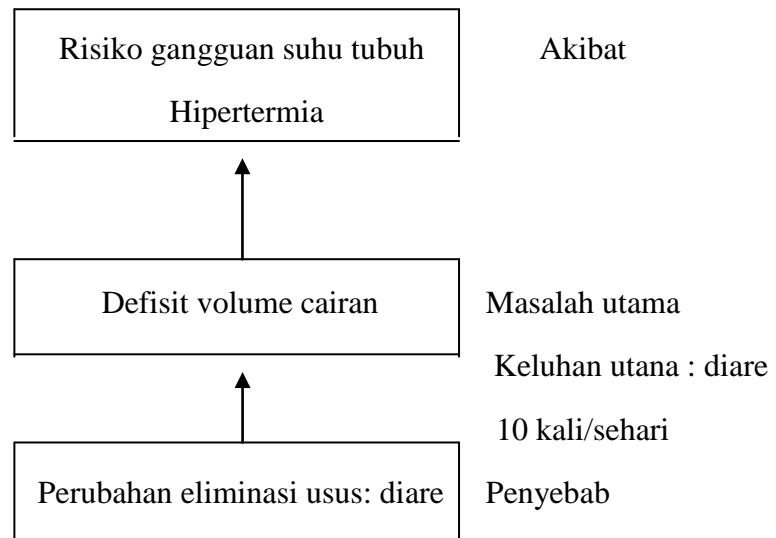 Risiko gangguan suhu tubuh
Hipertermia
Akibat
Defisit volume cairan
Masalah utama
Keluhan utana : diare
10 kali/sehari
Perubahan eliminasi usus: diare
Penyebab